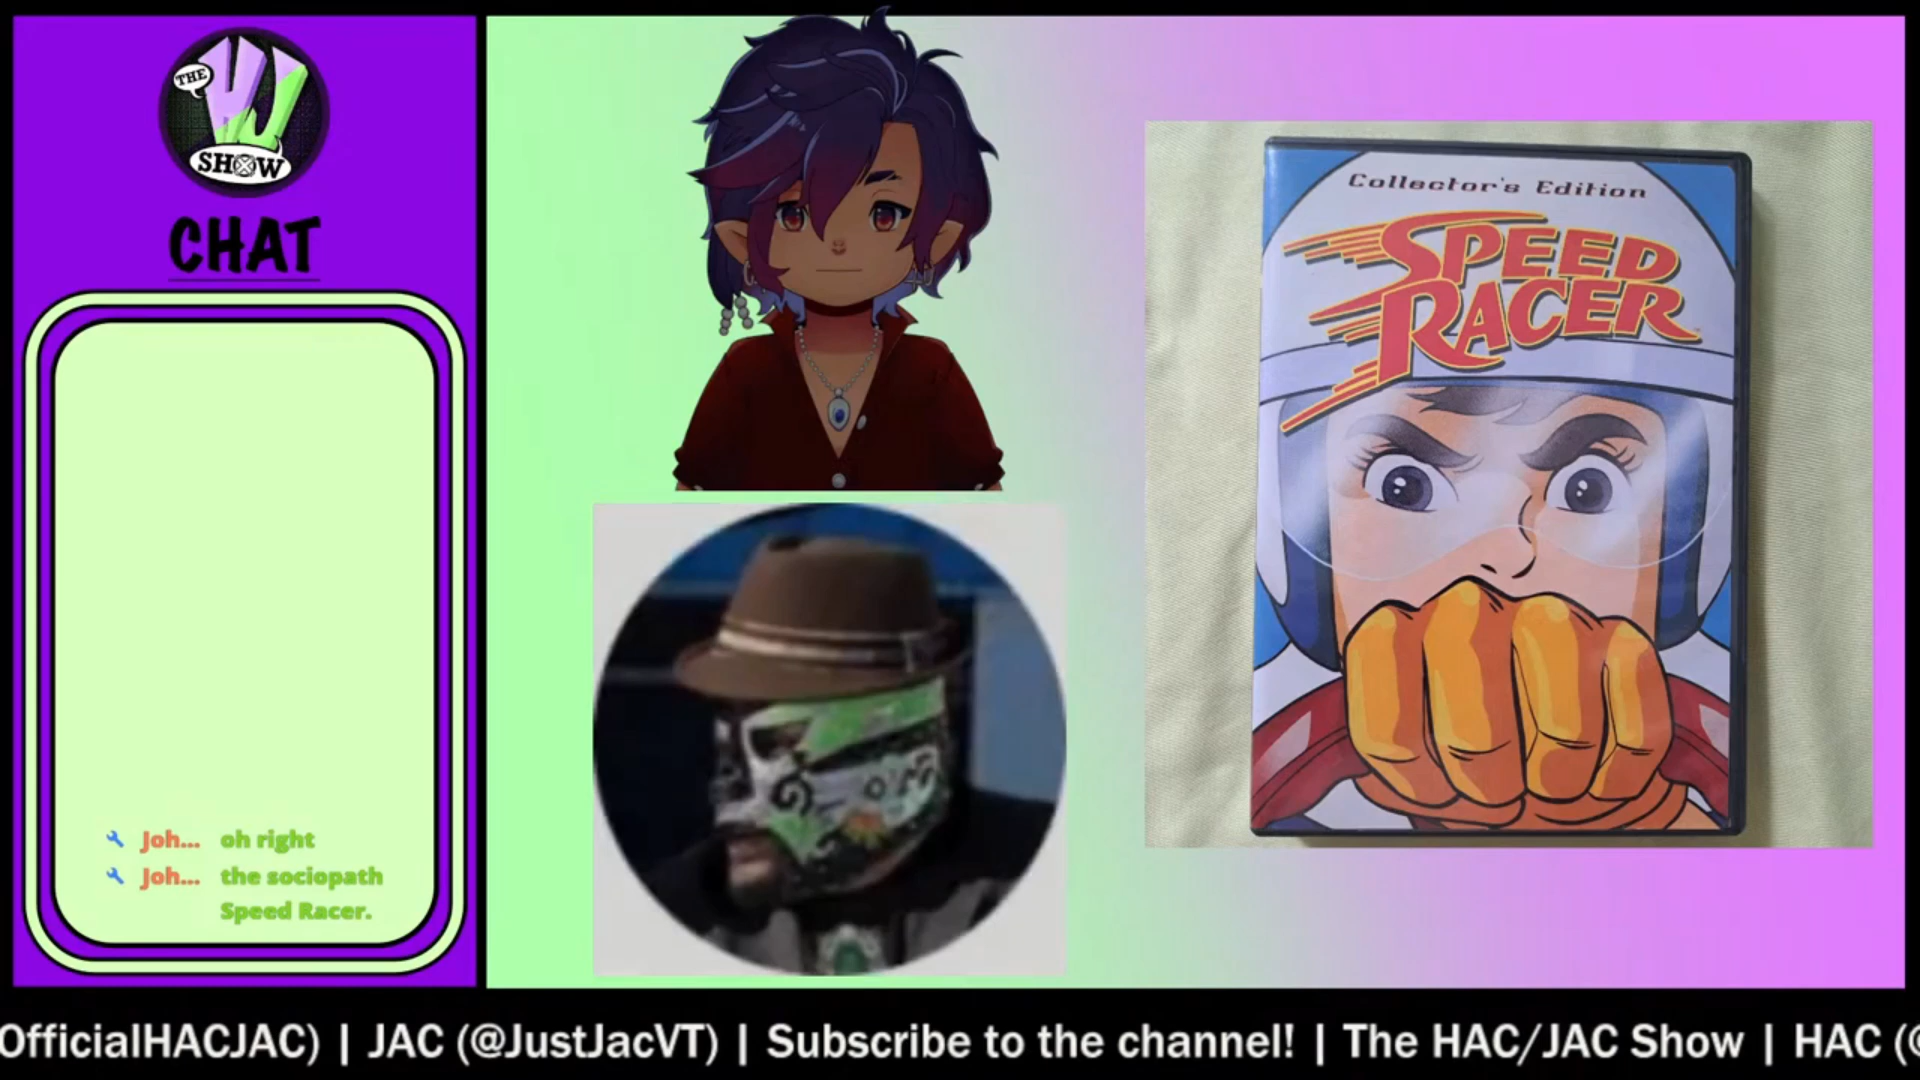 THE
HJ
SHOW
CHAT
Joh... oh right
Joh... the sociopath
Speed Racer.
Collector's Edition
SPEED
RACER
OfficialHACJAC) | JAC (@JustJacVT) | Subscribe to the channel! | The HAC/JAC Show | HAC (@